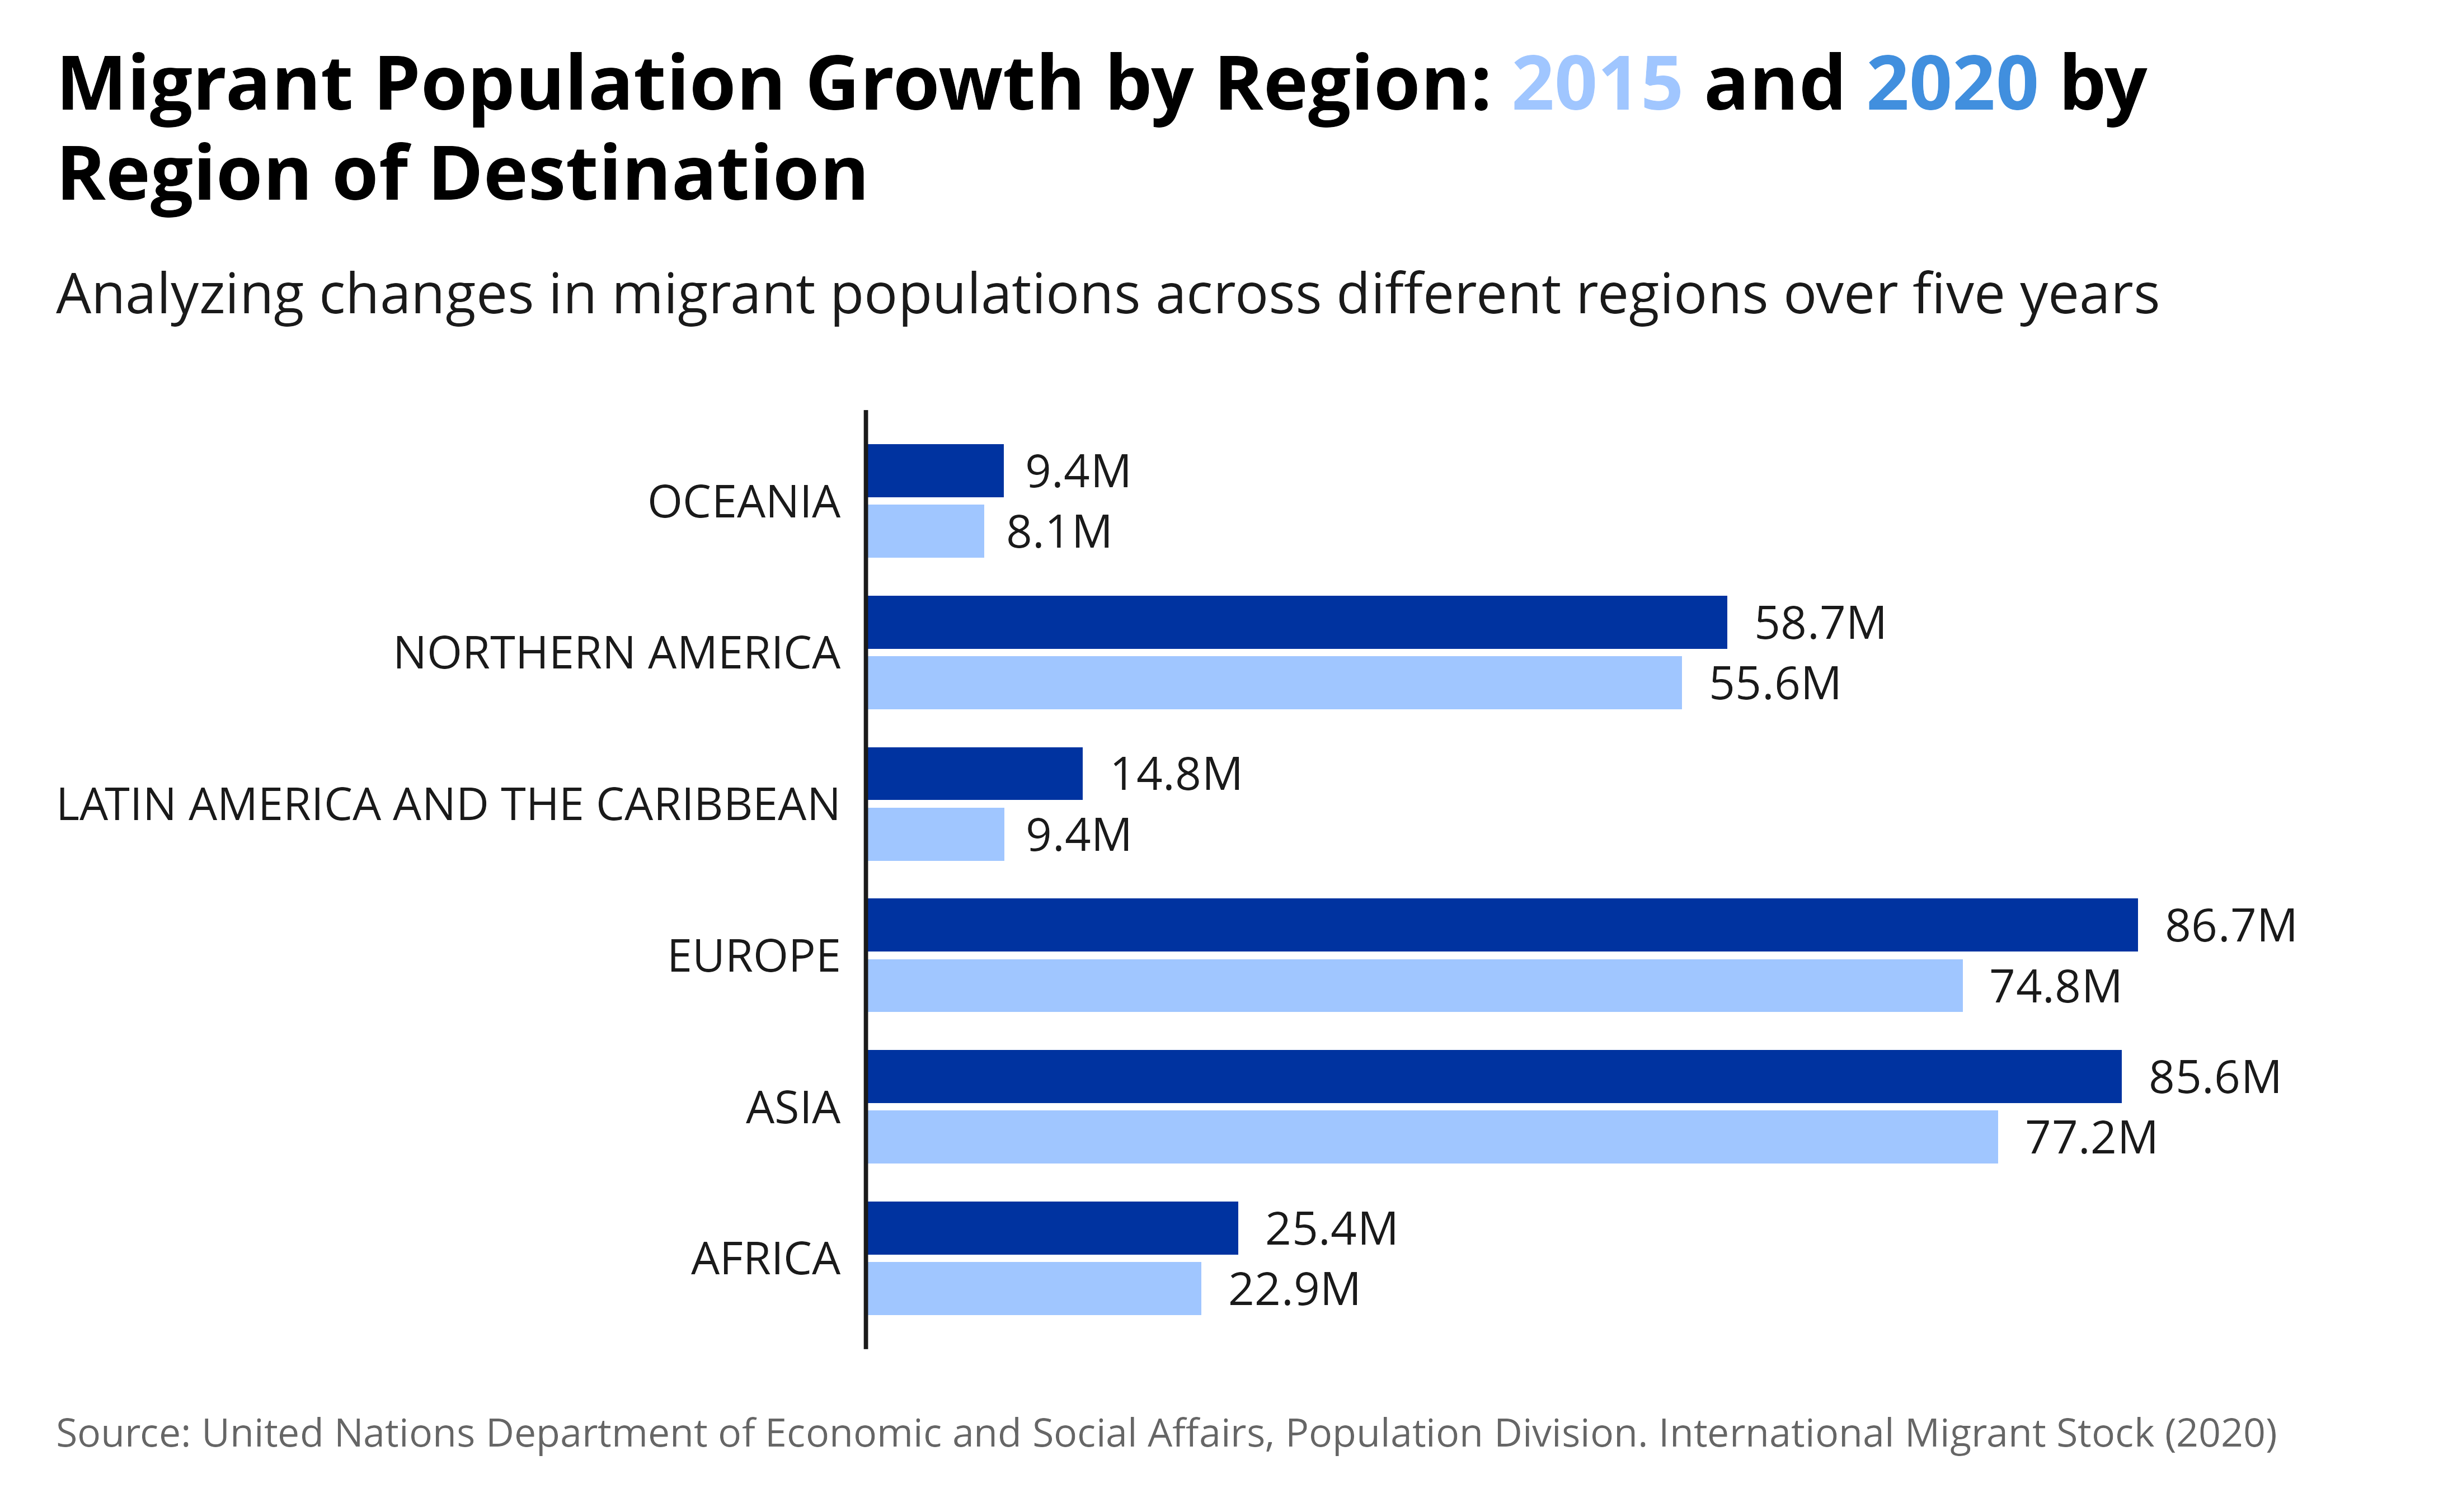 Migrant Population Growth by Region: 2015 and 2020 by
Region of Destination
Analyzing changes in migrant populations across different regions over five years
OCEANIA
9.4M
8.1M
NORTHERN AMERICA
58.7M
55.6M
LATIN AMERICA AND THE CARIBBEAN
14.8M
9.4M
EUROPE
86.7M
74.8M
ASIA
85.6M
77.2M
AFRICA
25.4M
22.9M
Source: United Nations Department of Economic and Social Affairs, Population Division. International Migrant Stock (2020)